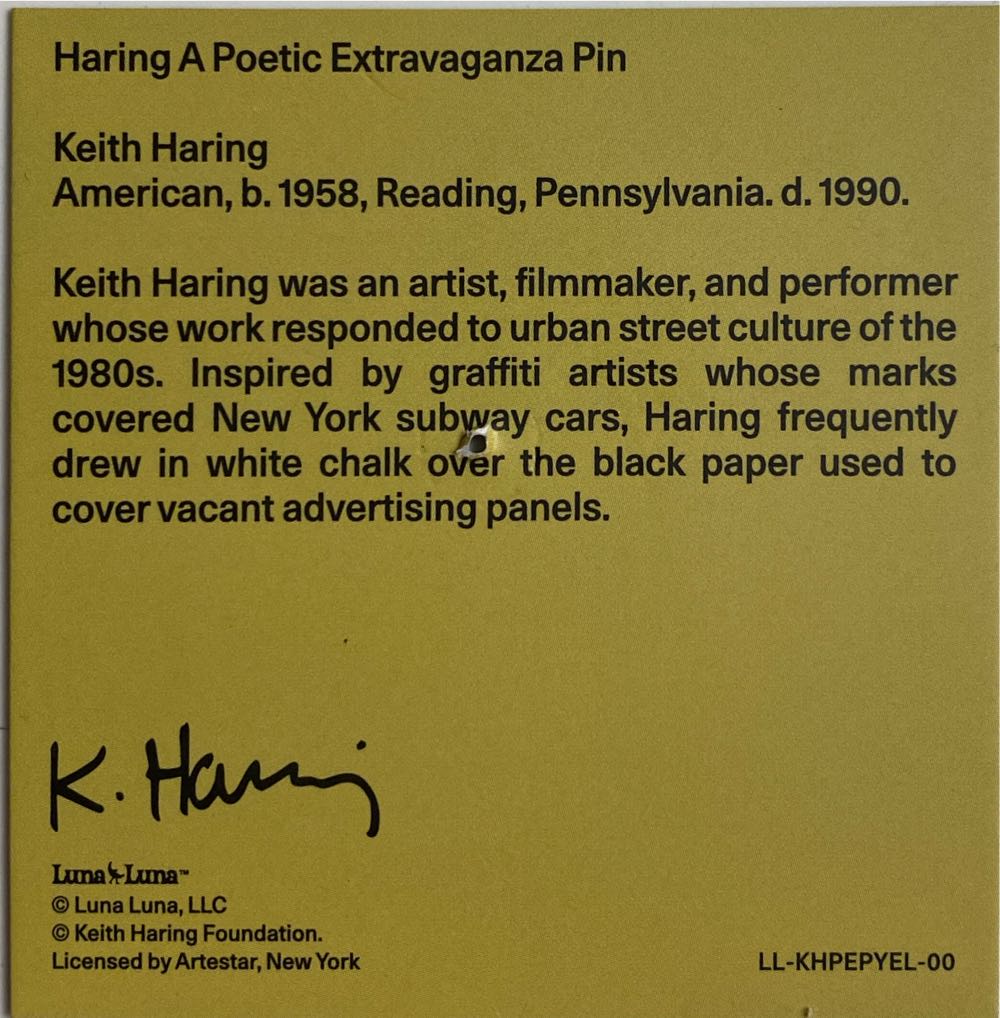 Haring A Poetic Extravaganza Pin
Keith Haring
American, b. 1958, Reading, Pennsylvania. d. 1990.
Keith Haring was an artist, filmmaker, and performer
whose work responded to urban street culture of the
1980s. Inspired by graffiti artists whose marks
covered New York subway cars, Haring frequently
drew in white chalk over the black paper used to
cover vacant advertising panels.
K. Haring
Luna Luna™
© Luna Luna, LLC
© Keith Haring Foundation.
Licensed by Artestar, New York
LL-KHPEPYEL-00